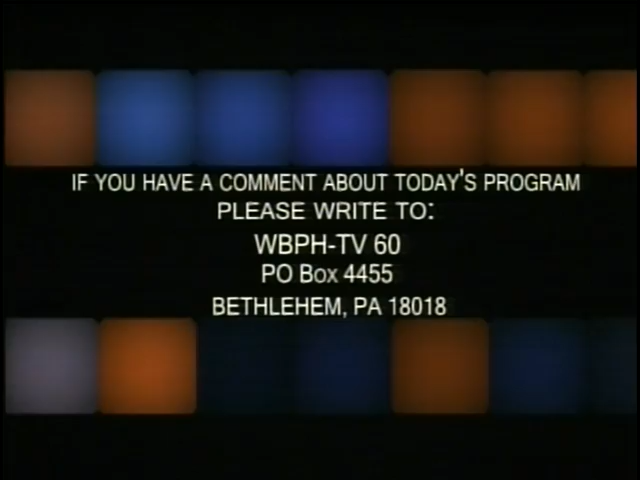 IF YOU HAVE A COMMENT ABOUT TODAY'S PROGRAM
PLEASE WRITE TO:
WBPH-TV 60
PO BOX 4455
BETHLEHEM, PA 18018